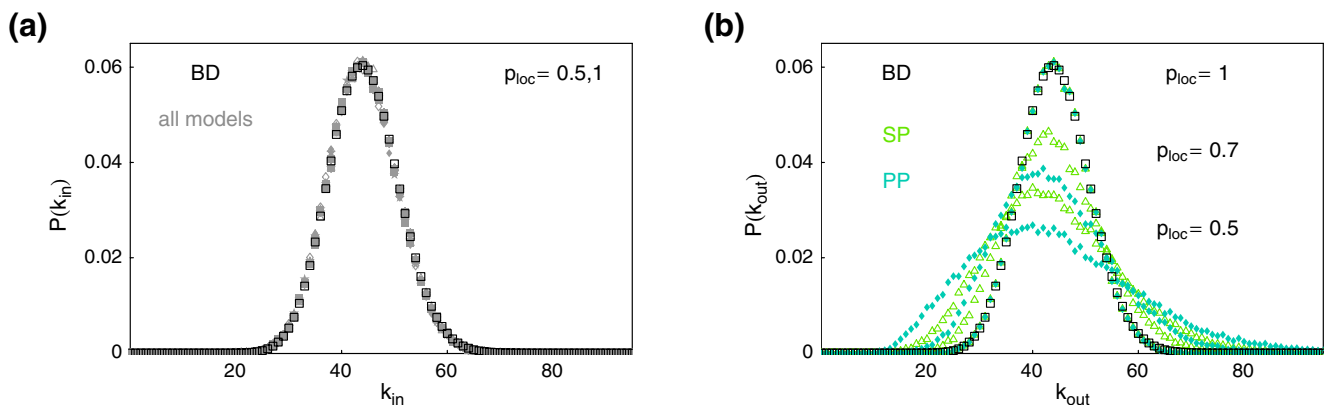 (a)
BD
all models
p_loc= 0.5,1
P(k_in)
0.06
0.04
0.02
0
20 40 60 80
k_in
(b)
BD
SP
PP
p_loc= 1
p_loc= 0.7
p_loc= 0.5
P(k_out)
0.06
0.04
0.02
0
20 40 60 80
k_out